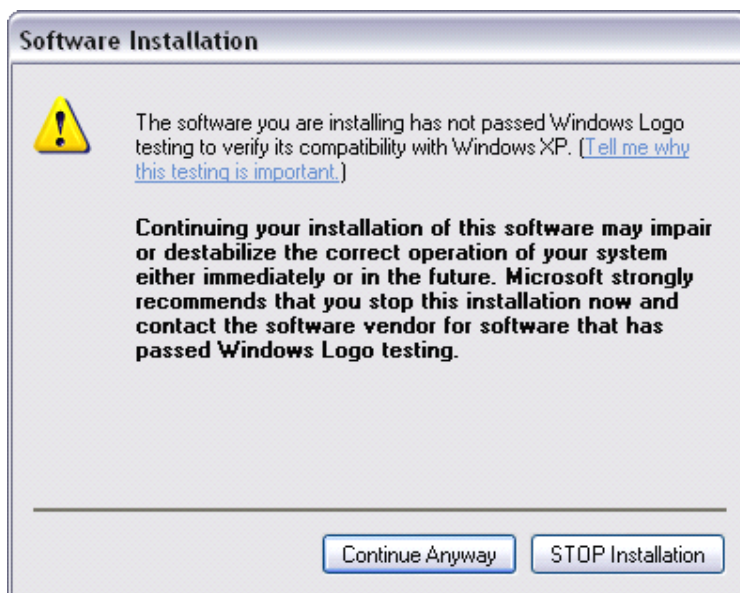 Software Installation
The software you are installing has not passed Windows Logo
testing to verify its compatibility with Windows XP. (Tell me why
this testing is important.)
Continuing your installation of this software may impair
or destabilize the correct operation of your system
either immediately or in the future. Microsoft strongly
recommends that you stop this installation now and
contact the software vendor for software that has
passed Windows Logo testing.
Continue Anyway
STOP Installation